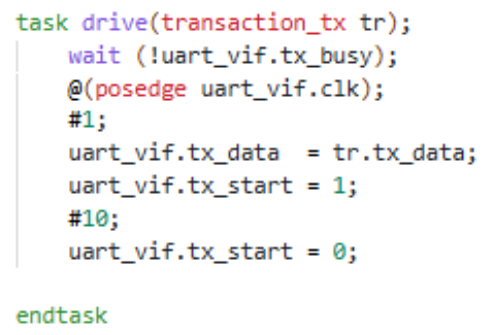 task drive(transaction_tx tr);
    wait (!uart_vif.tx_busy);
    @(posedge uart_vif.clk);
    #1;
    uart_vif.tx_data  = tr.tx_data;
    uart_vif.tx_start = 1;
    #10;
    uart_vif.tx_start = 0;
endtask